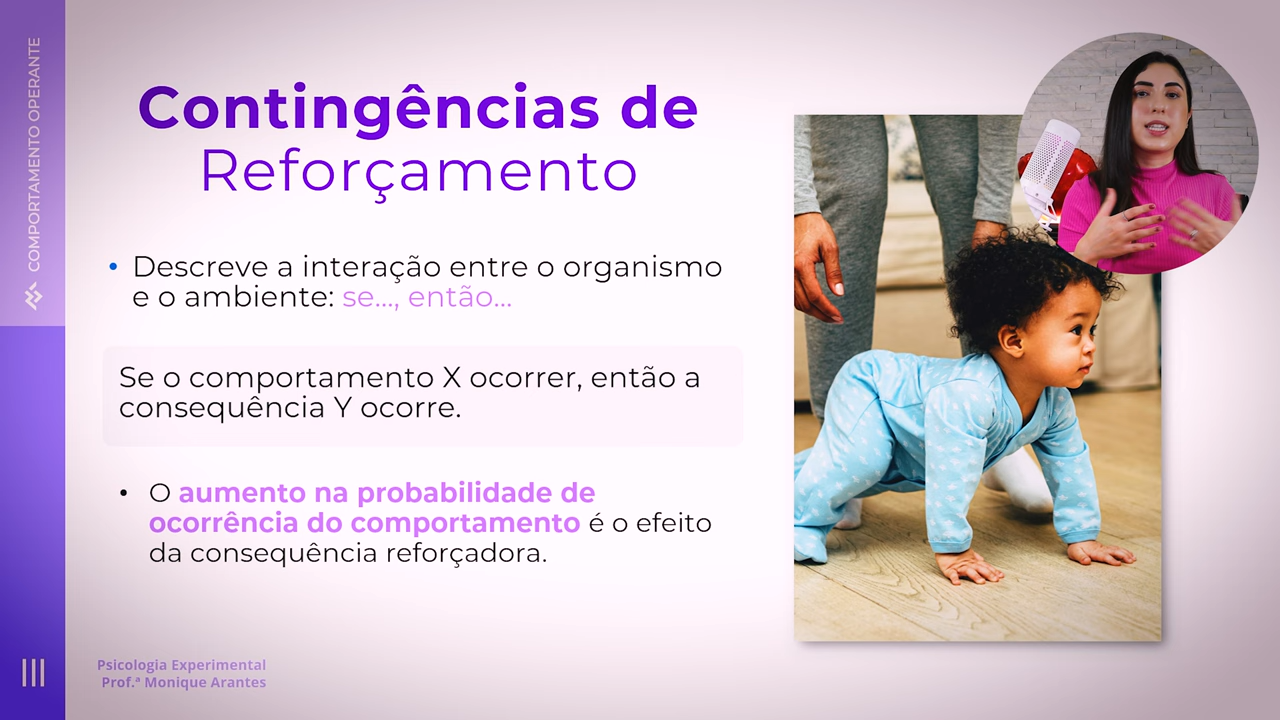 COMPORTAMENTO OPERANTE
Contingências de
Reforçamento
• Descreve a interação entre o organismo
e o ambiente: se..., então...
Se o comportamento X ocorrer, então a
consequência Y ocorre.
• O aumento na probabilidade de
ocorrência do comportamento é o efeito
da consequência reforçadora.
Psicologia Experimental
Prof.ª Monique Arantes